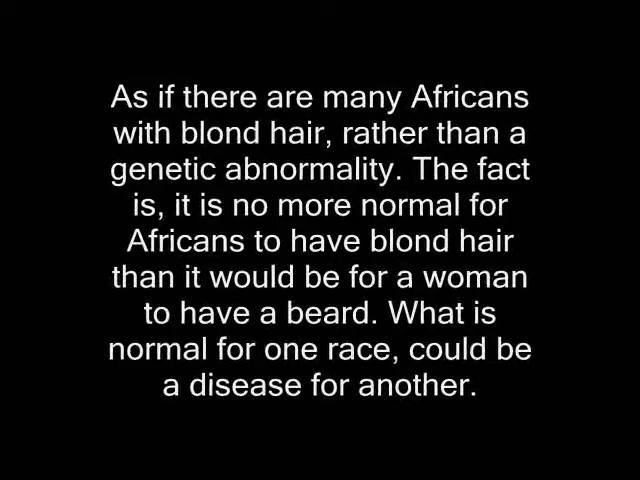 As if there are many Africans
with blond hair, rather than a
genetic abnormality. The fact
is, it is no more normal for
Africans to have blond hair
than it would be for a woman
to have a beard. What is
normal for one race, could be
a disease for another.